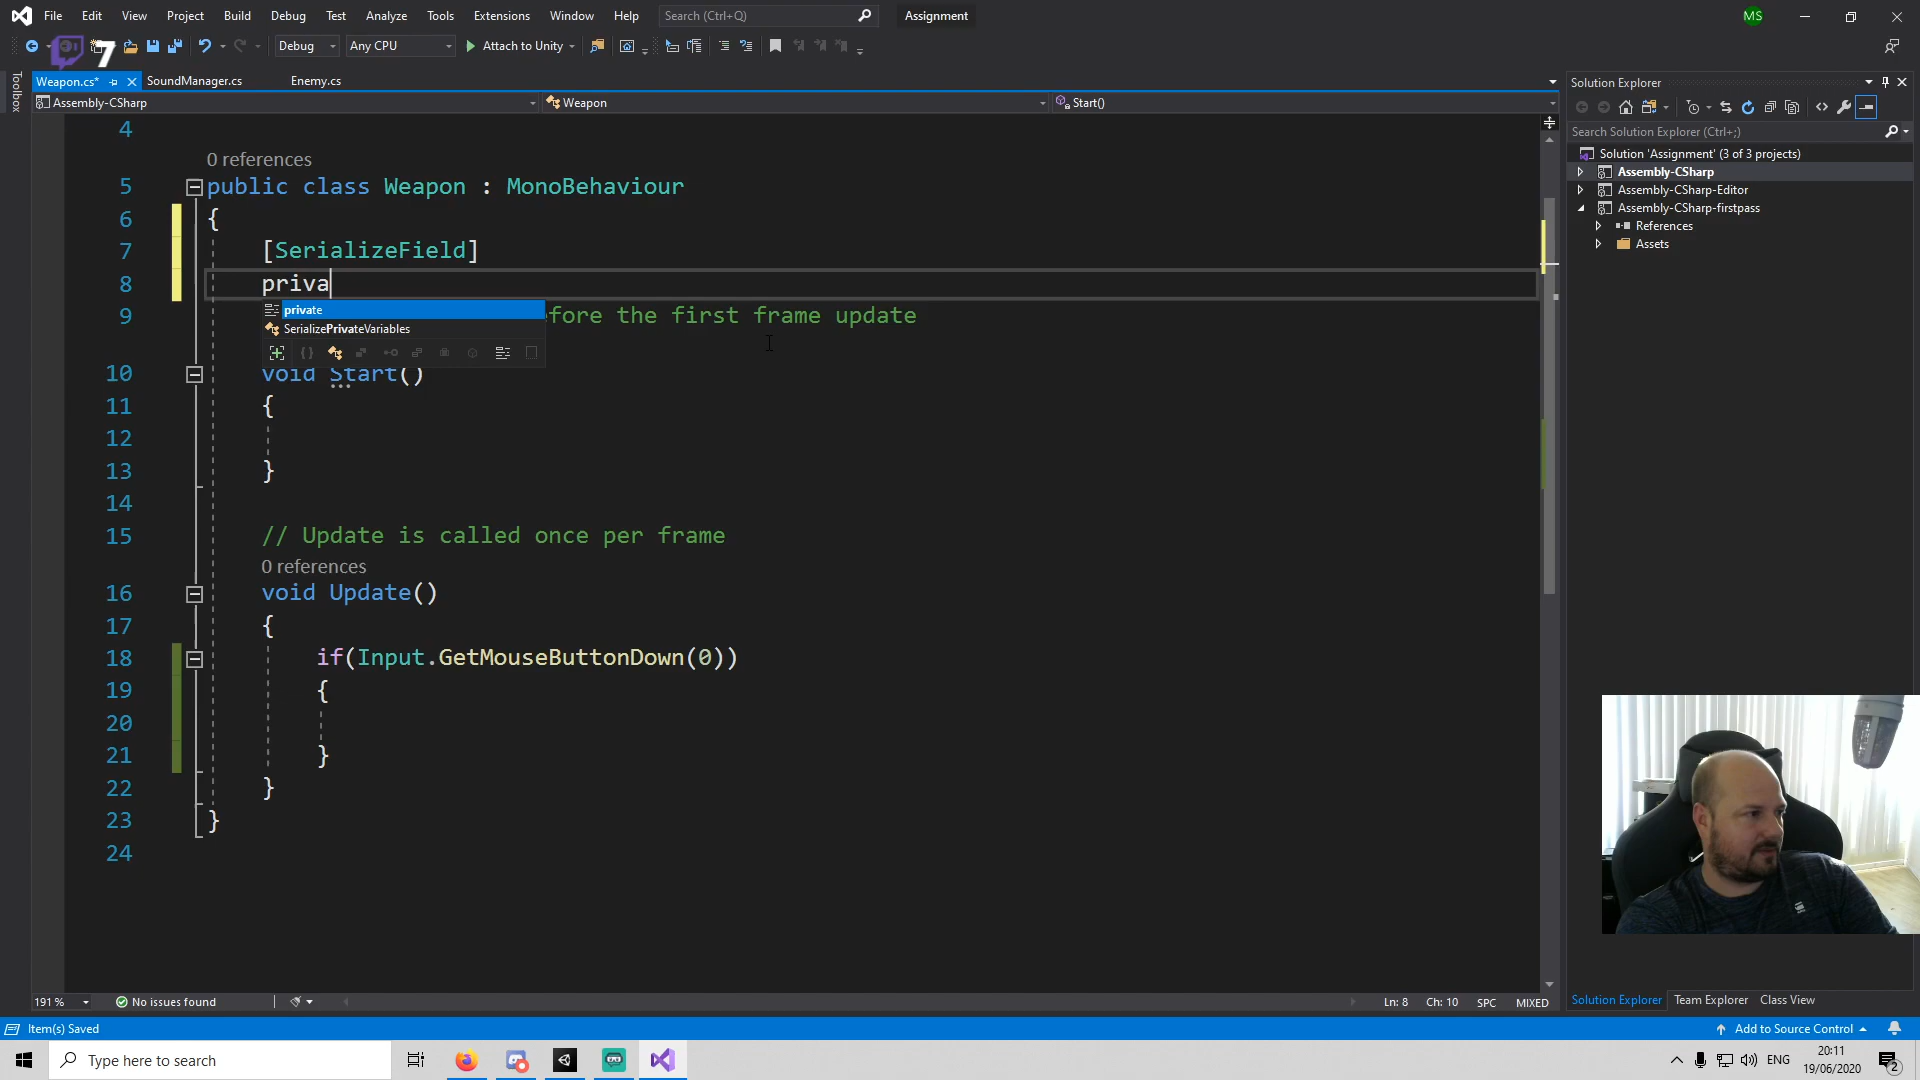 File Edit View Project Build Debug Test Analyze Tools Extensions Window Help Search (Ctrl+Q) Assignment MS
7 Debug Any CPU Attach to Unity
Toolbox
Weapon.cs* SoundManager.cs Enemy.cs
Assembly-CSharp Weapon Start()
4
0 references
5 public class Weapon : MonoBehaviour
6 {
7 [SerializeField]
8 priva
private
SerializePrivateVariables
9 efore the first frame update
10 void Start()
11 {
12
13 }
14
15 // Update is called once per frame
0 references
16 void Update()
17 {
18 if(Input.GetMouseButtonDown(0))
19 {
20
21 }
22 }
23 }
24
191 % No issues found Ln: 8 Ch: 10 SPC MIXED
Solution Explorer
Search Solution Explorer (Ctrl+;)
Solution 'Assignment' (3 of 3 projects)
Assembly-CSharp
Assembly-CSharp-Editor
Assembly-CSharp-firstpass
References
Assets
Solution Explorer Team Explorer Class View
Item(s) Saved Add to Source Control
Type here to search ENG 20:11
19/06/2020 2